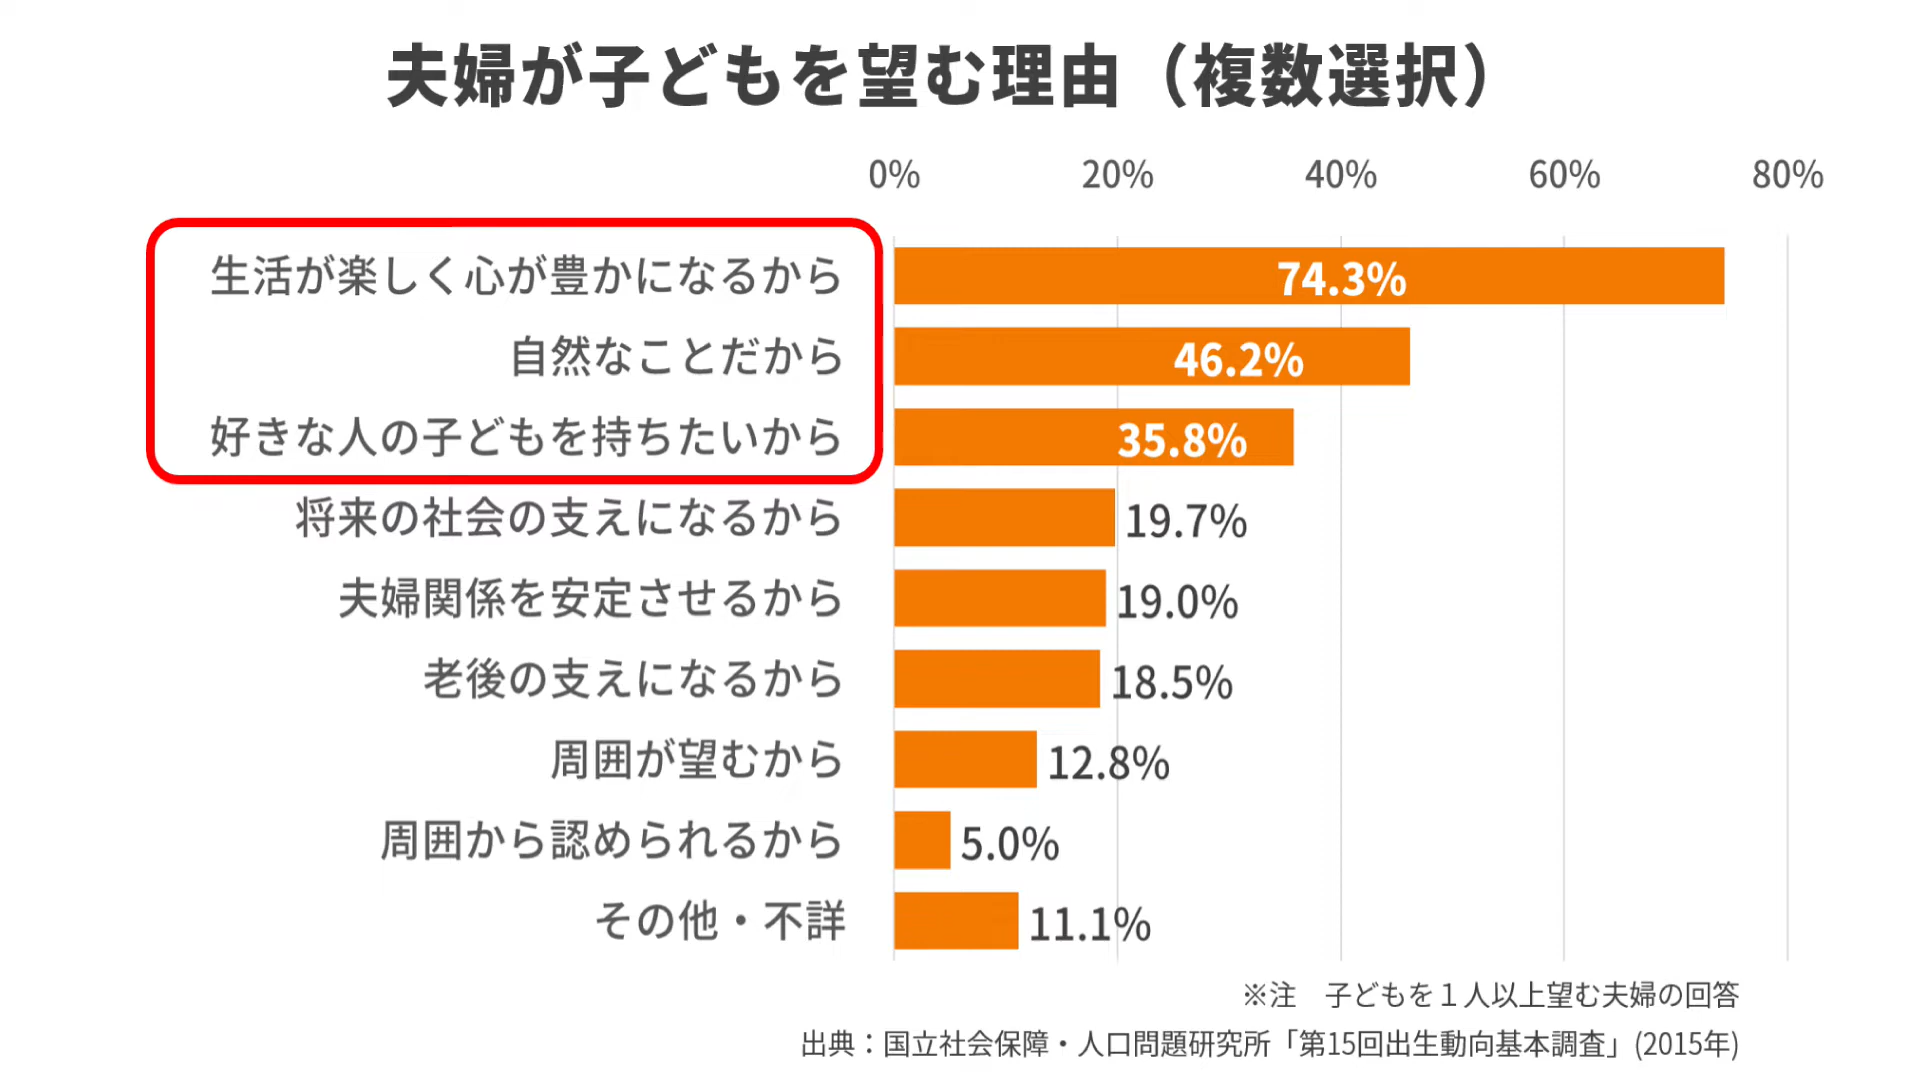 夫婦が子どもを望む理由（複数選択）
0% 20% 40% 60% 80%
生活が楽しく心が豊かになるから 74.3%
自然なことだから 46.2%
好きな人の子どもを持ちたいから 35.8%
将来の社会の支えになるから 19.7%
夫婦関係を安定させるから 19.0%
老後の支えになるから 18.5%
周囲が望むから 12.8%
周囲から認められるから 5.0%
その他・不詳 11.1%
※注　子どもを１人以上望む夫婦の回答
出典：国立社会保障・人口問題研究所「第15回出生動向基本調査」(2015年)